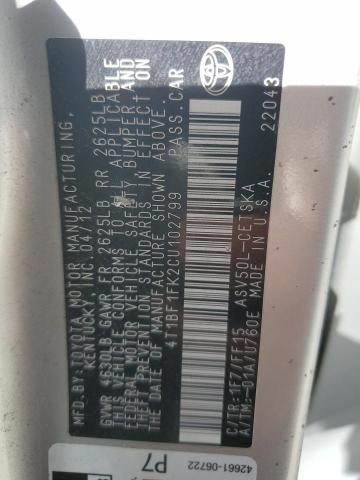 MFD.BY:TOYOTA MOTOR MANUFACTURING,
KENTUCKY, INC. 04/12
GVWR 4630LB GAWR FR 2625LB RR 2625LB
THIS VEHICLE CONFORMS TO ALL APPLICABLE
FEDERAL MOTOR VEHICLE SAFETY, BUMPER, AND
THEFT PREVENTION STANDARDS IN EFFECT ON
THE DATE OF MANUFACTURE SHOWN ABOVE.
4T1BF1FK2CU102799 PASS.CAR
C/TR:1F7/FF15 ASV50L-CETSKA
A/TM:-01A/U760E MADE IN U.S.A.
22043
42661-06722
P7